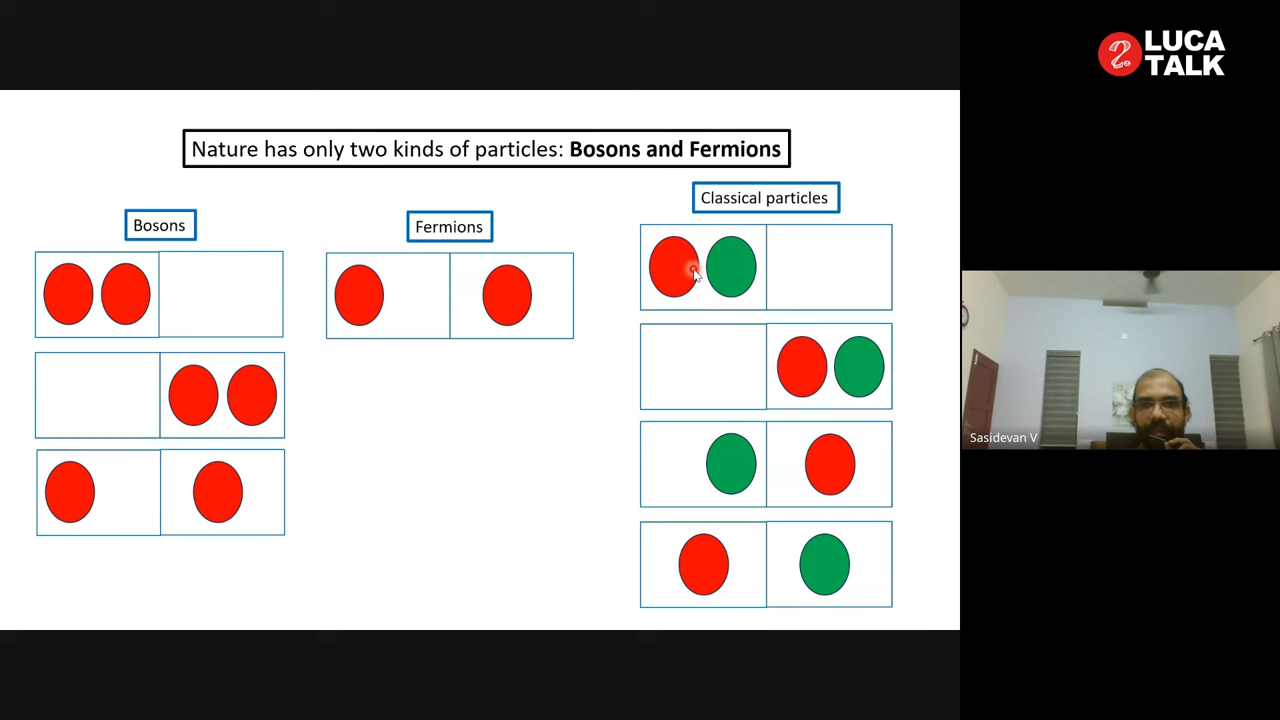 LUCA
TALK
Nature has only two kinds of particles: Bosons and Fermions
Bosons
Fermions
Classical particles
Sasidevan V